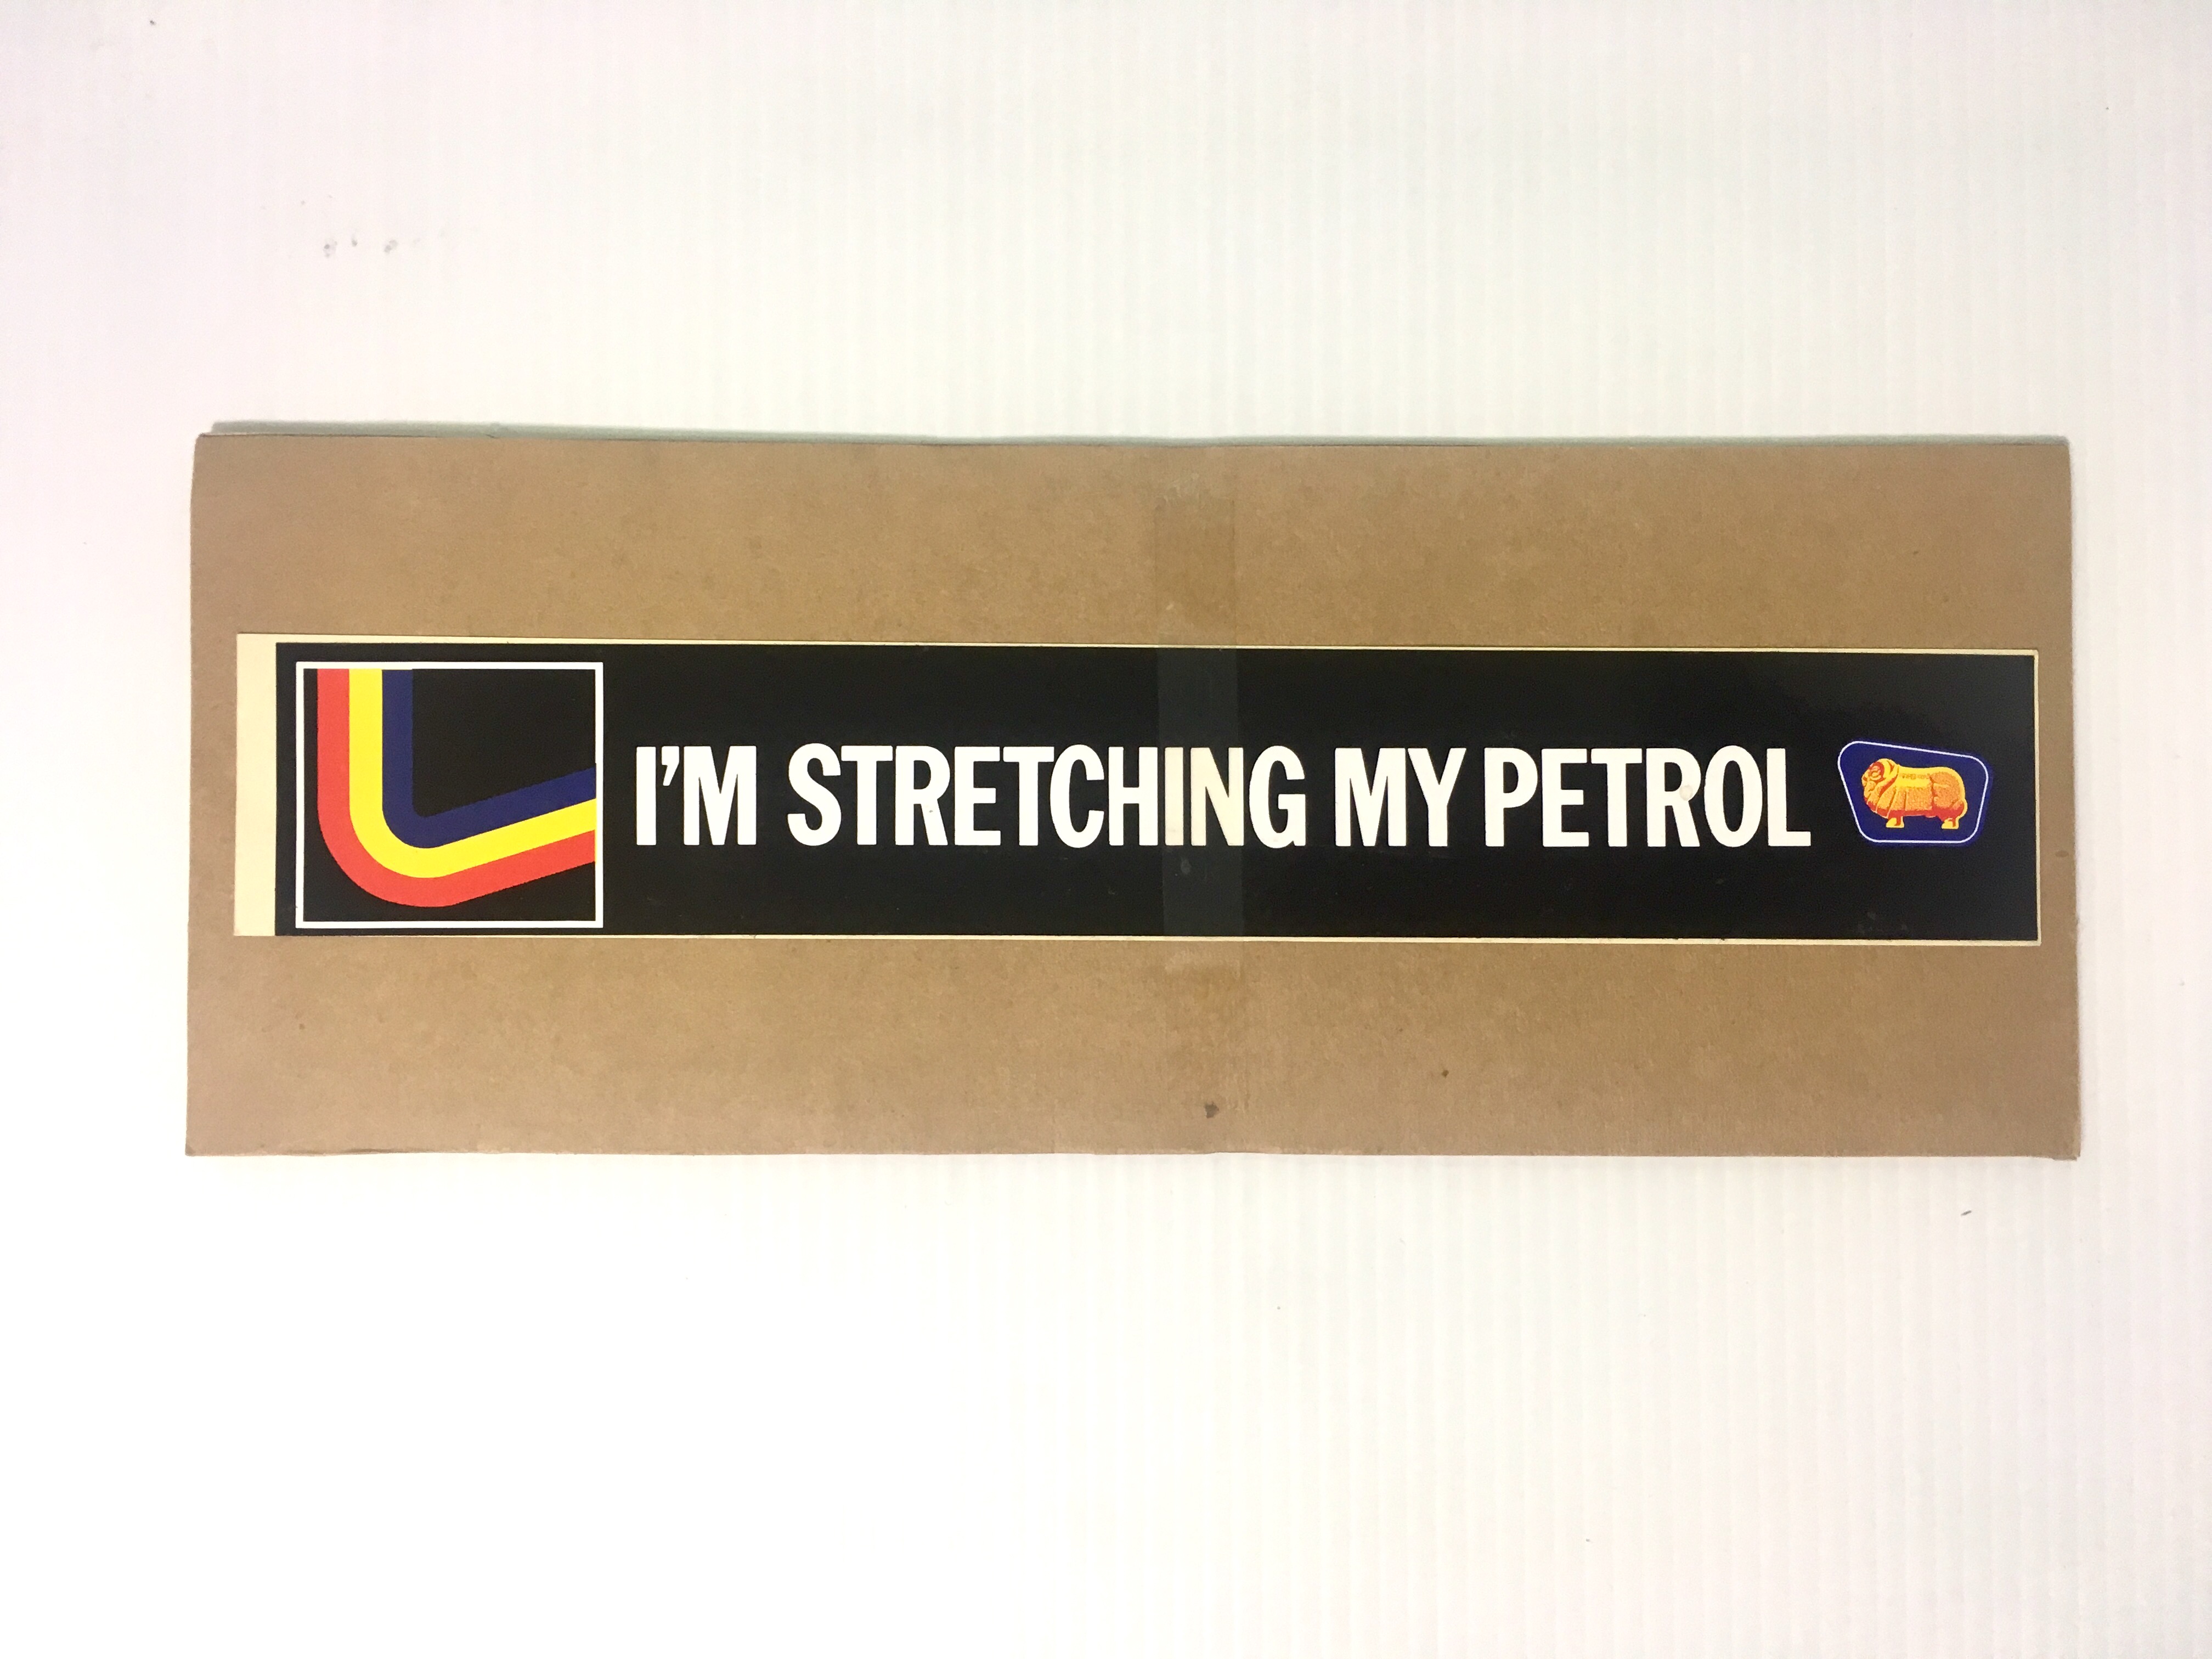 I'M STRETCHING MY PETROL